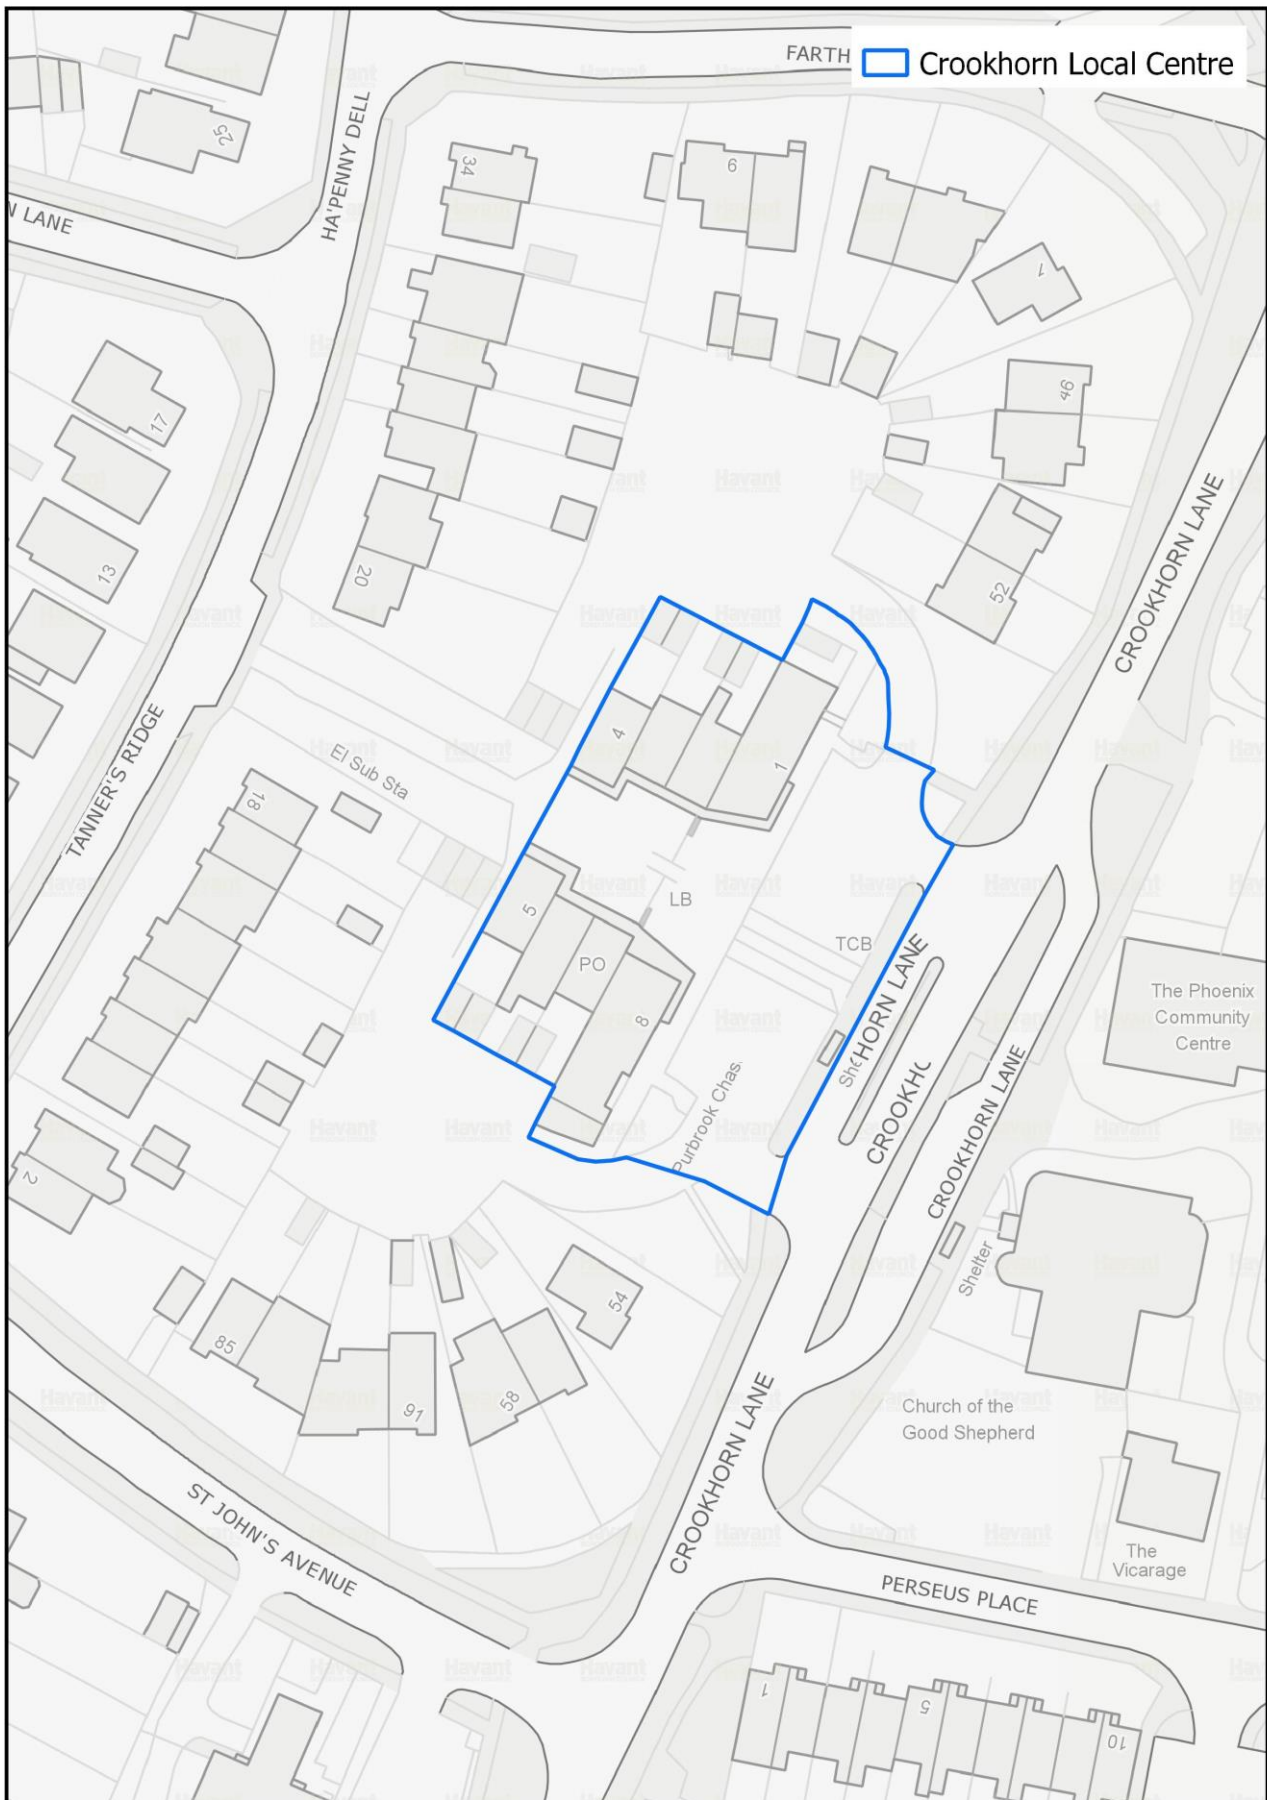 FARTH
Crookhorn Local Centre
HA'PENNY DELL
25
34
9
N LANE
1
46
17
CROOKHORN LANE
13
20
52
TANNER'S RIDGE
El Sub Sta
4
1
18
LB
5
TCB
PO
HORN LANE
8
The Phoenix
Community
Centre
CROOKHO
CROOKHORN LANE
Purbrook Chas
2
Shelter
54
85
91
58
CROOKHORN LANE
Church of the
Good Shepherd
ST JOHN'S AVENUE
The
Vicarage
PERSEUS PLACE
1
5
10
Havant